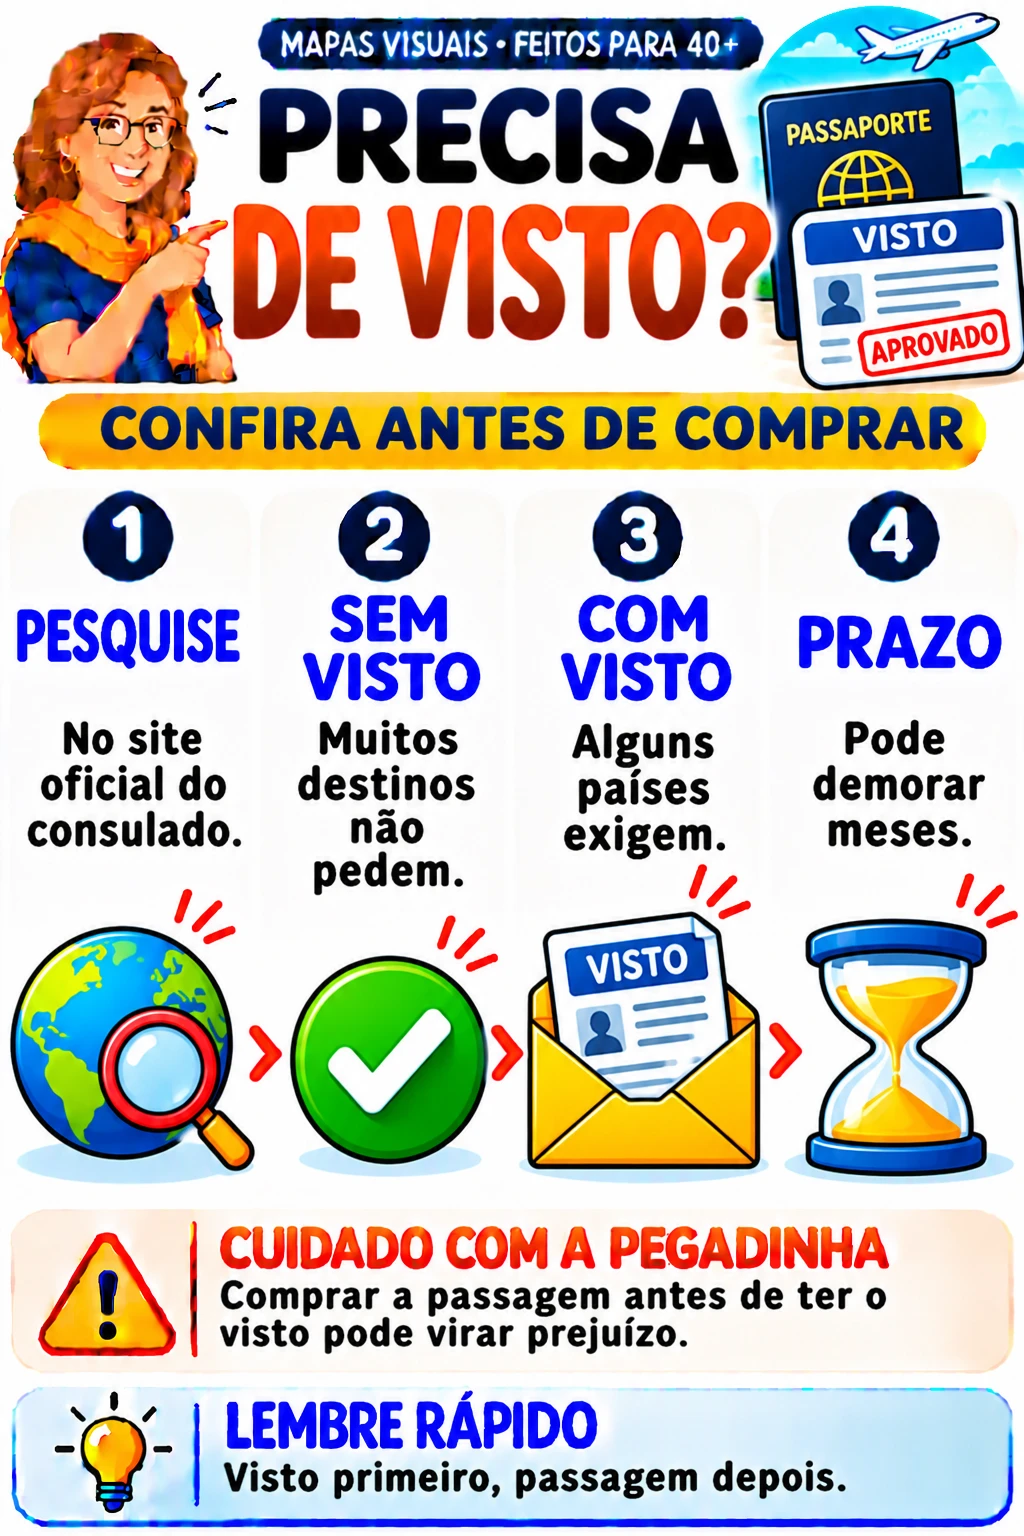 MAPAS VISUAIS • FEITOS PARA 40+
PRECISA
DE VISTO?
PASSAPORTE
VISTO
APROVADO
CONFIRA ANTES DE COMPRAR
1
PESQUISE
No site
oficial do
consulado.
2
SEM
VISTO
Muitos
destinos
não
pedem.
3
COM
VISTO
Alguns
países
exigem.
VISTO
4
PRAZO
Pode
demorar
meses.
CUIDADO COM A PEGADINHA
Comprar a passagem antes de ter o
visto pode virar prejuízo.
LEMBRE RÁPIDO
Visto primeiro, passagem depois.